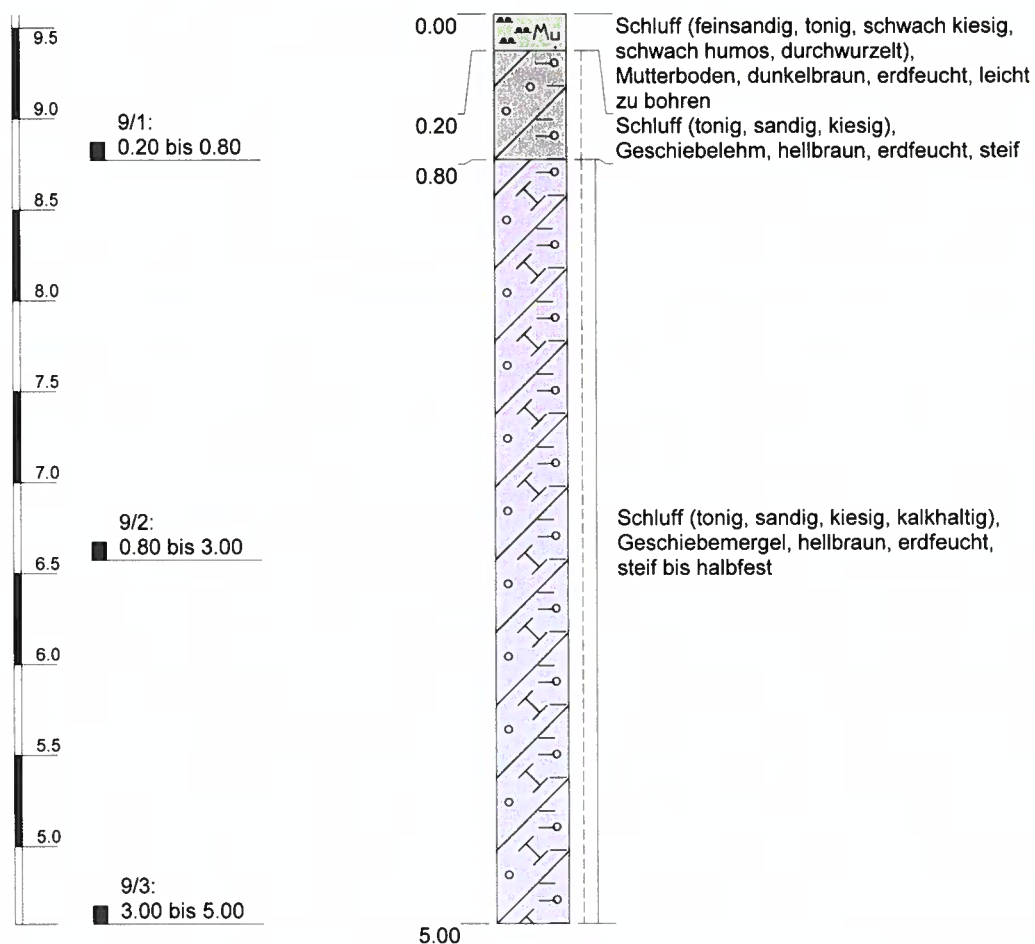 9.5
9.0
8.5
8.0
7.5
7.0
6.5
6.0
5.5
5.0
9/1:
0.20 bis 0.80
9/2:
0.80 bis 3.00
9/3:
3.00 bis 5.00
0.00
0.20
0.80
5.00
Mu
Schluff (feinsandig, tonig, schwach kiesig,
schwach humos, durchwurzelt),
Mutterboden, dunkelbraun, erdfeucht, leicht
zu bohren
Schluff (tonig, sandig, kiesig),
Geschiebelehm, hellbraun, erdfeucht, steif
Schluff (tonig, sandig, kiesig, kalkhaltig),
Geschiebemergel, hellbraun, erdfeucht,
steif bis halbfest